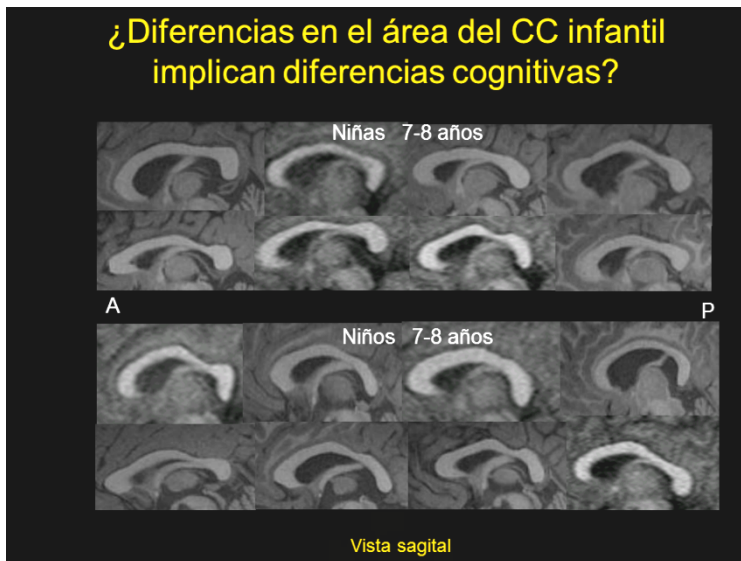 ¿Diferencias en el área del CC infantil
implican diferencias cognitivas?
Niñas 7-8 años
A
P
Niños 7-8 años
Vista sagital